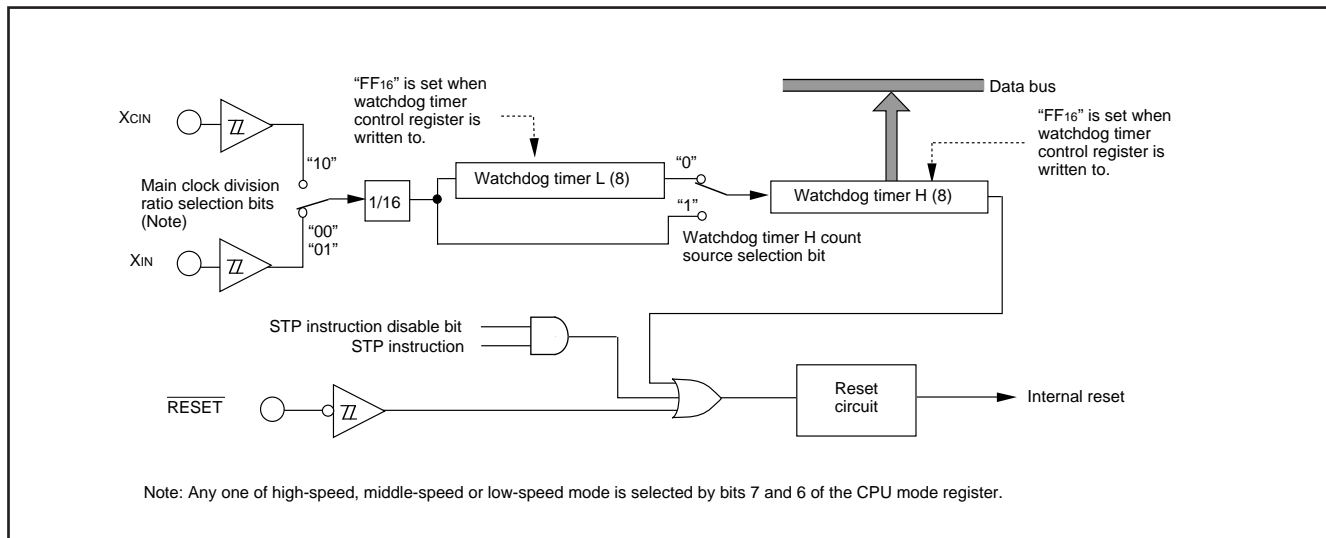 “FF16” is set when
watchdog timer
control register is
written to.
Data bus
“FF16” is set when
watchdog timer
control register is
written to.
XCIN
“10”
Main clock division
ratio selection bits
(Note)
1/16
Watchdog timer L (8)
“0”
“1”
Watchdog timer H (8)
“00”
“01”
Watchdog timer H count
source selection bit
XIN
STP instruction disable bit
STP instruction
RESET
Reset
circuit
Internal reset
Note: Any one of high-speed, middle-speed or low-speed mode is selected by bits 7 and 6 of the CPU mode register.